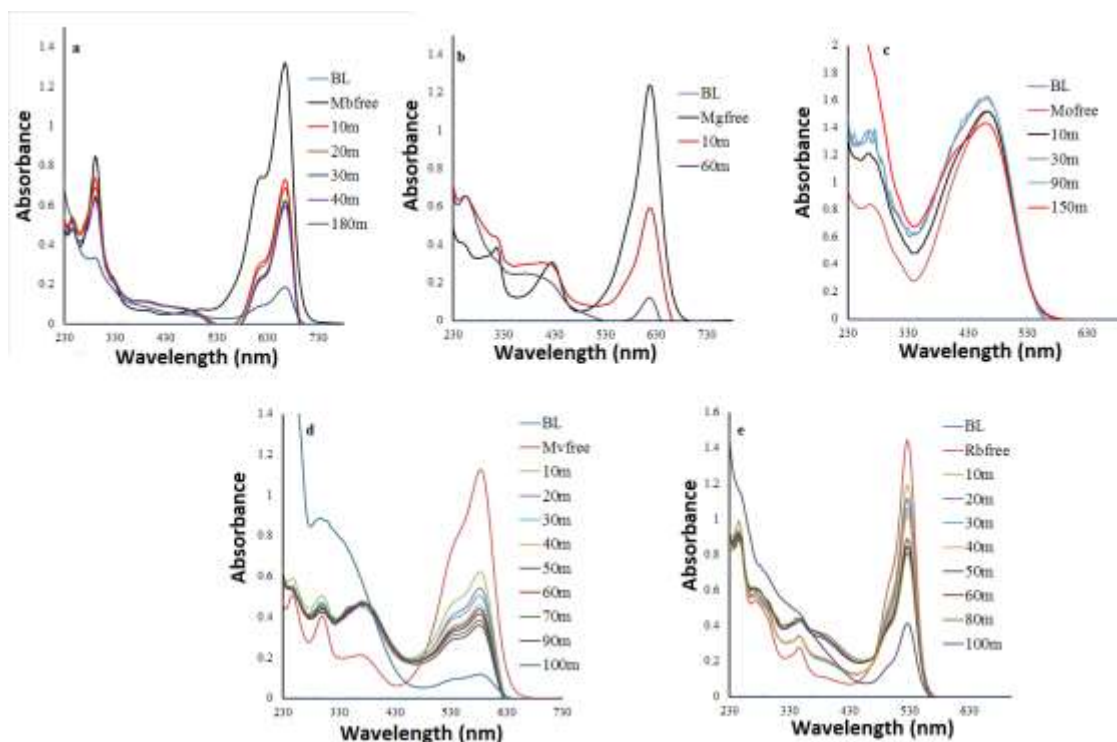 a
Absorbance
1.4
1.2
1
0.8
0.6
0.4
0.2
0
230 330 430 530 630 730
Wavelength (nm)
BL
Mbfree
10m
20m
30m
40m
180m
b
Absorbance
1.4
1.2
1
0.8
0.6
0.4
0.2
0
230 330 430 530 630 730
Wavelength (nm)
BL
Mgfree
10m
60m
c
Absorbance
2
1.8
1.6
1.4
1.2
1
0.8
0.6
0.4
0.2
0
230 330 430 530 630
Wavelength (nm)
BL
Mofree
10m
30m
90m
150m
d
Absorbance
1.4
1.2
1
0.8
0.6
0.4
0.2
0
230 330 430 530 630 730
Wavelength (nm)
BL
Mvfree
10m
20m
30m
40m
50m
60m
70m
90m
100m
e
Absorbance
1.6
1.4
1.2
1
0.8
0.6
0.4
0.2
0
230 330 430 530 630
Wavelength (nm)
BL
Rbfree
10m
20m
30m
40m
50m
60m
80m
100m